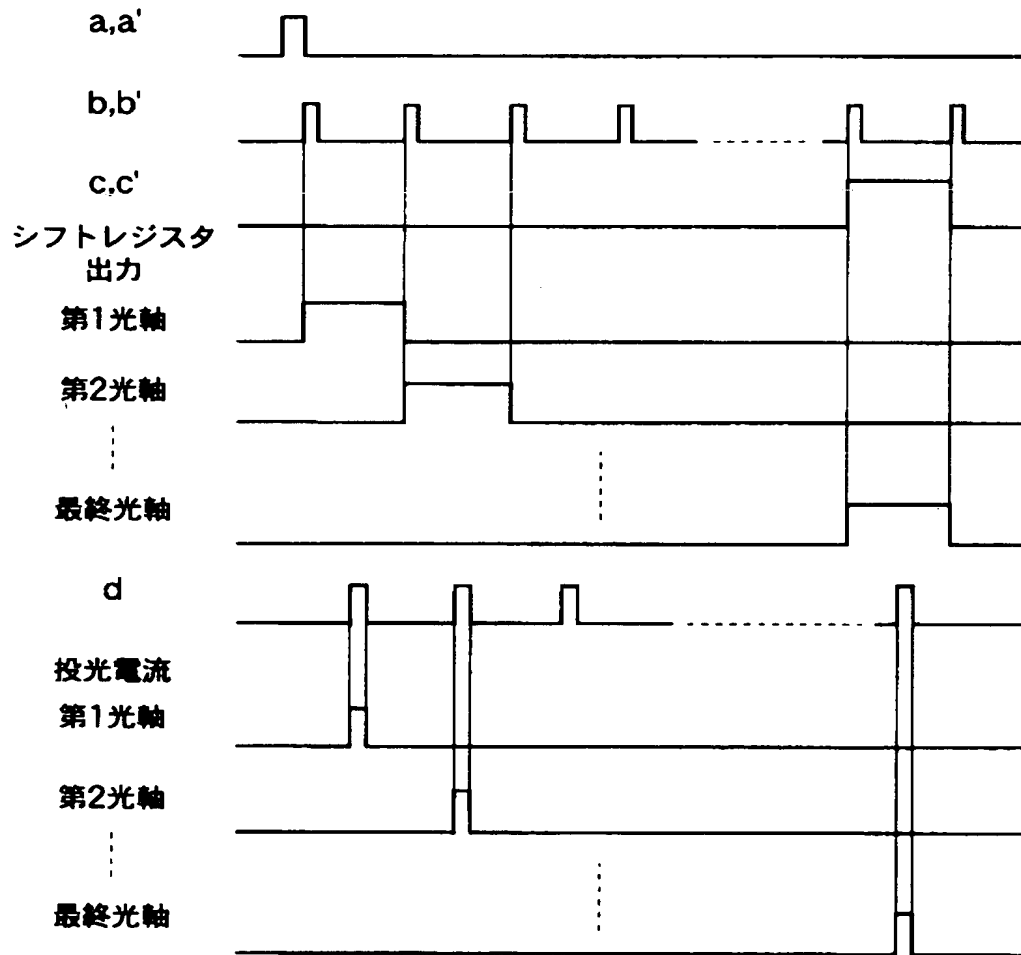 a,a'
b,b'
c,c'
シフトレジスタ
出力
第1光軸
第2光軸
最終光軸
d
投光電流
第1光軸
第2光軸
最終光軸